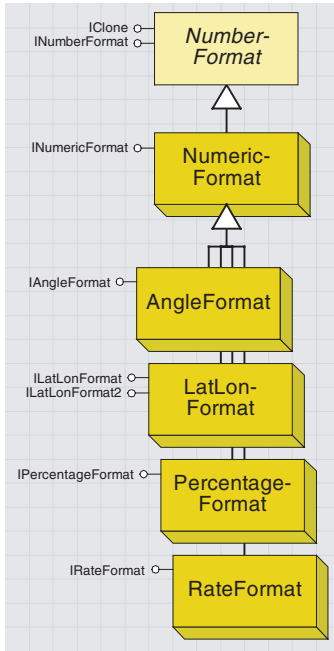 IClone
INumberFormat
Number-
Format
INumericFormat
Numeric-
Format
IAngleFormat
AngleFormat
ILatLonFormat
ILatLonFormat2
LatLon-
Format
IPercentageFormat
Percentage-
Format
IRateFormat
RateFormat